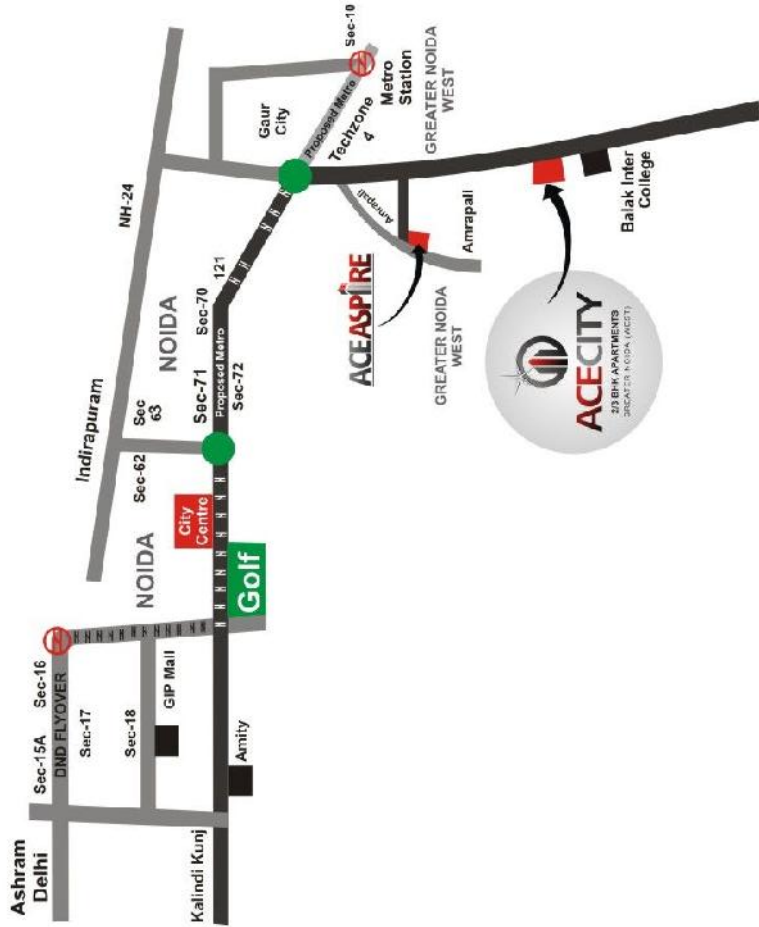 Ashram
Delhi
Sec-15A
Sec-16
DND FLYOVER
Sec-17
Sec-18
GIP Mall
Kalindi Kunj
Amity
Golf
NOIDA
City
Centre
Indirapuram
NH-24
Sec-62
Sec
63
NOIDA
Sec-71
Sec-70
121
Proposed Metro
Sec-72
Gaur
City
Sec-10
Proposed Metro
Metro
Station
Techzone
4
GREATER NOIDA
WEST
Amrapali
Amrapali
ACEASPIRE
GREATER NOIDA
WEST
ACECITY
2/3 BHK APARTMENTS
GREATER NOIDA (WEST)
Balak Inter
College